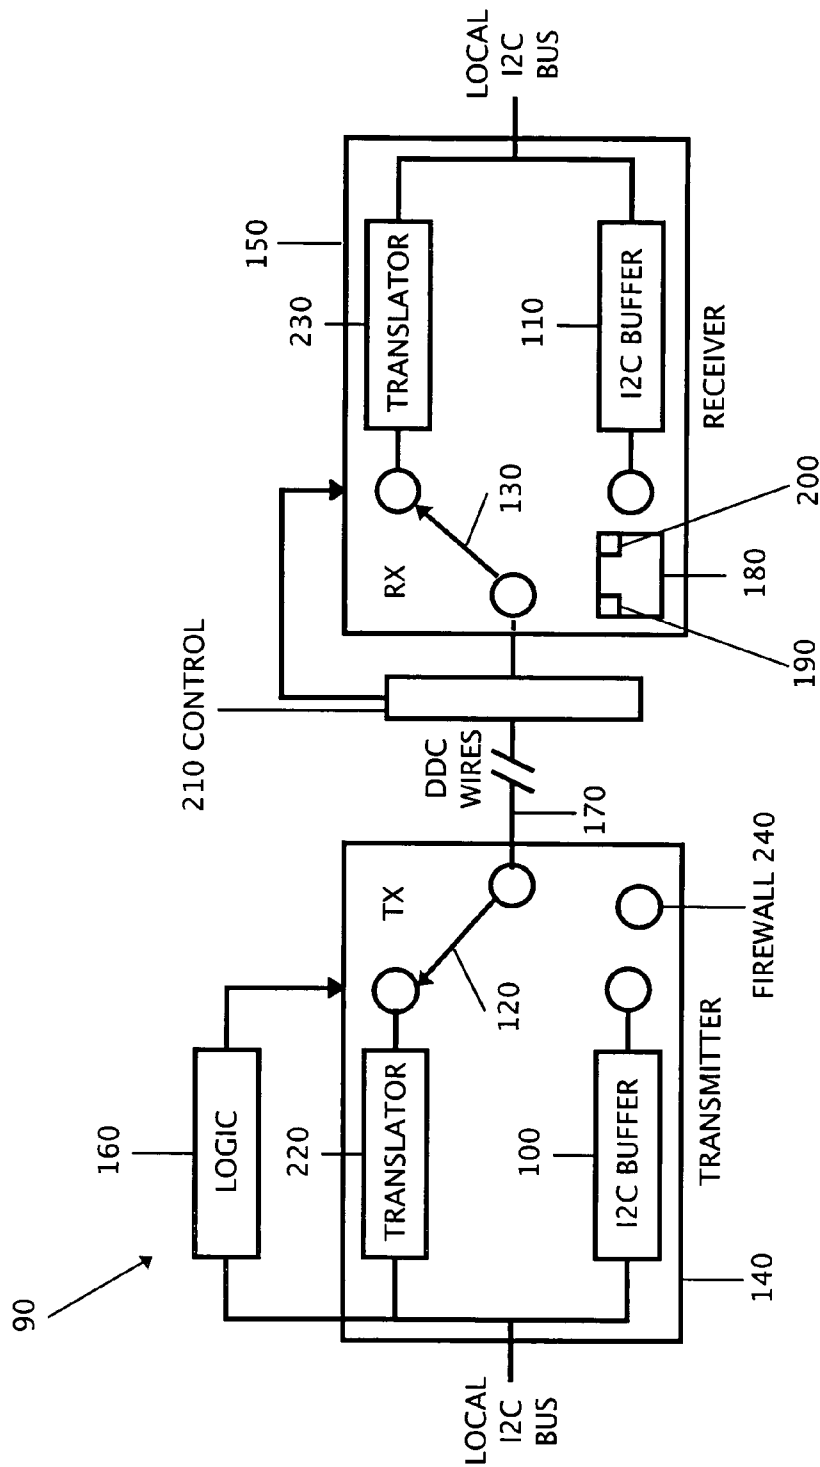 90
160
LOGIC
210 CONTROL
220
TRANSLATOR
TX
120
100
I2C BUFFER
FIREWALL 240
TRANSMITTER
140
LOCAL
I2C
BUS
DDC
WIRES
170
RX
130
230
TRANSLATOR
150
110
I2C BUFFER
190
180
200
RECEIVER
LOCAL
I2C
BUS